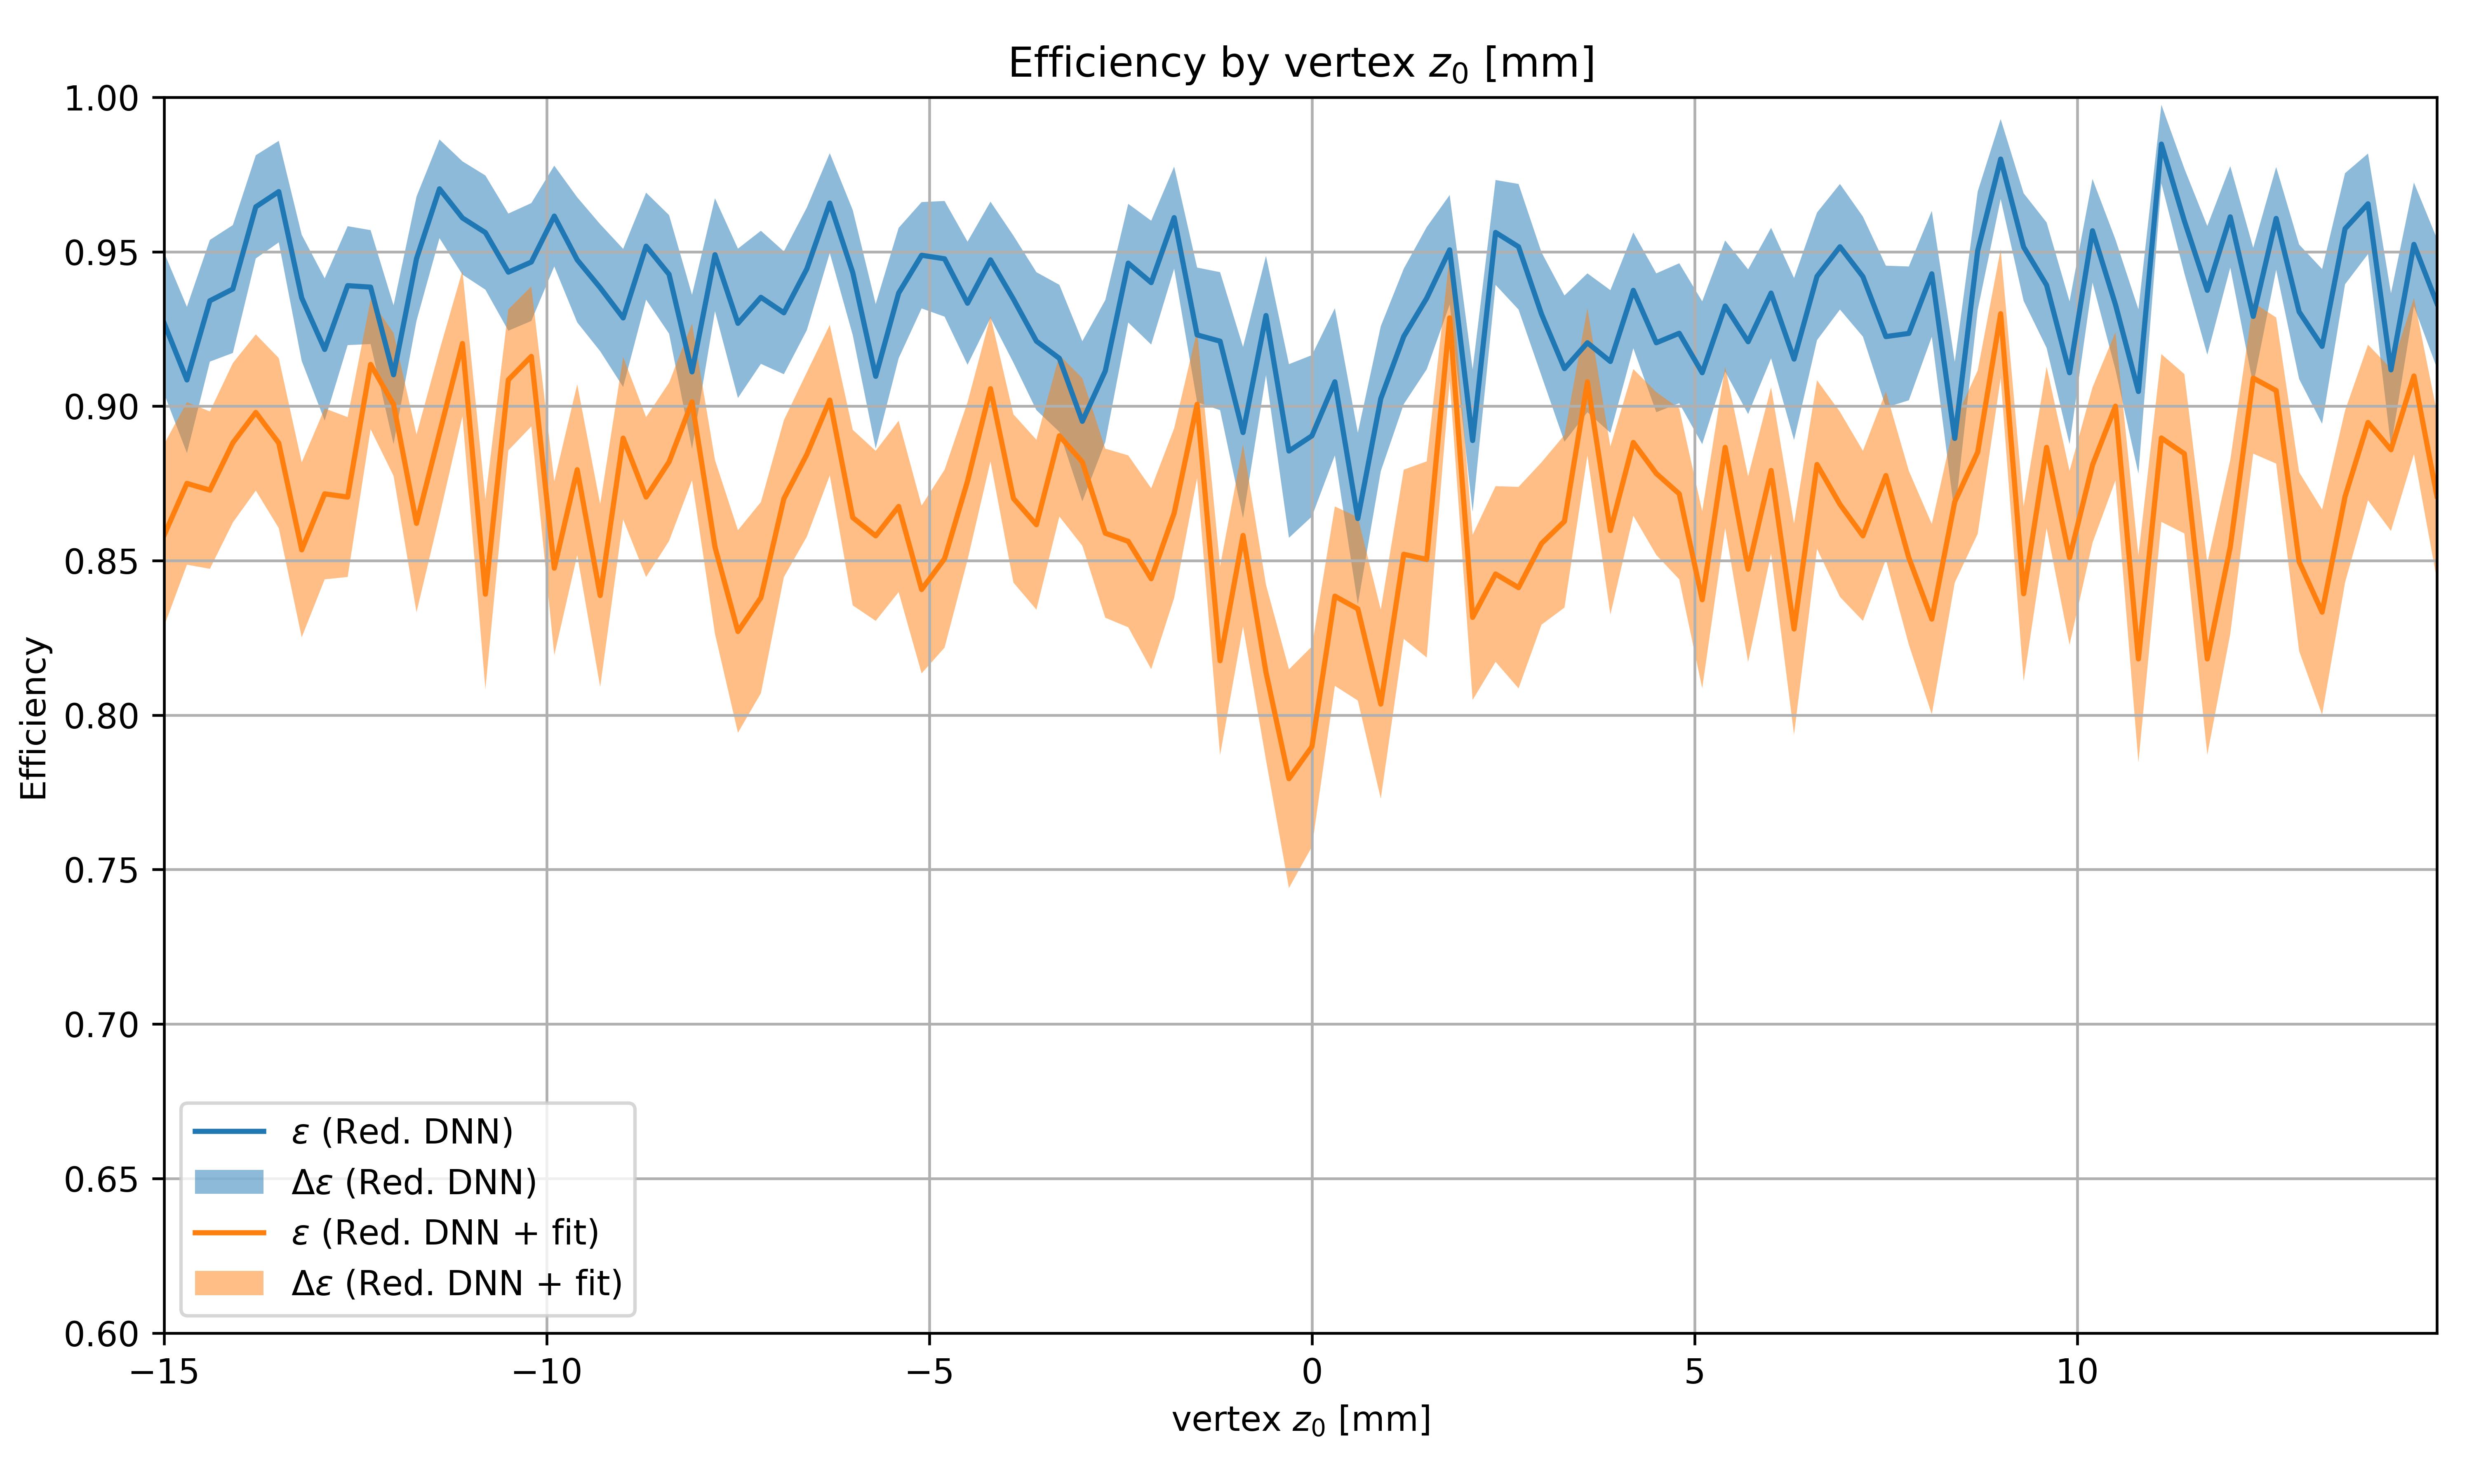 Efficiency by vertex z₀ [mm]
1.00
0.95
0.90
0.85
0.80
0.75
0.70
0.65
0.60
Efficiency
ε (Red. DNN)
Δε (Red. DNN)
ε (Red. DNN + fit)
Δε (Red. DNN + fit)
−15 −10 −5 0 5 10
vertex z₀ [mm]